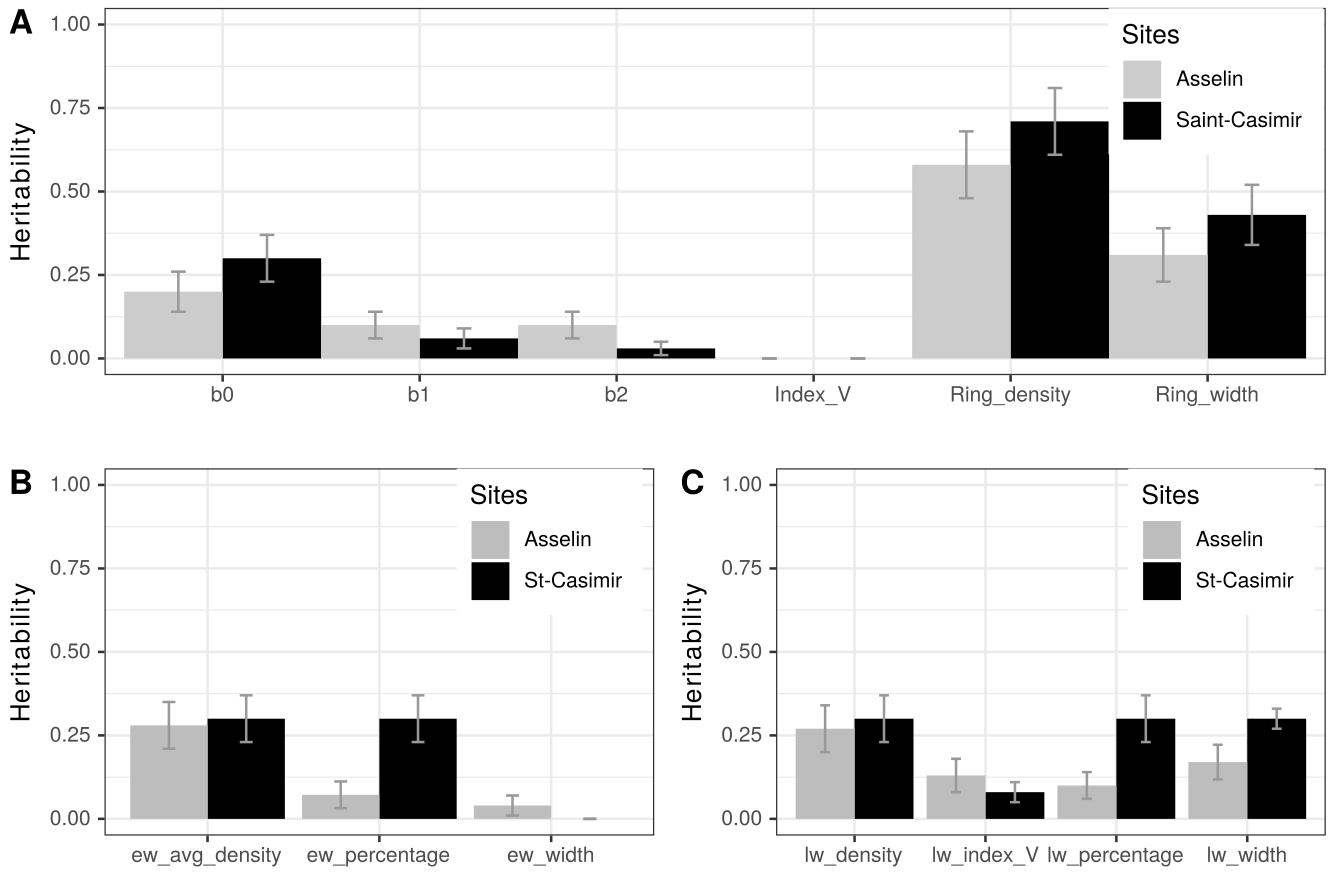 A
Heritability
1.00
0.75
0.50
0.25
0.00
b0 b1 b2 Index_V Ring_density Ring_width
Sites
Asselin
Saint-Casimir
B
Heritability
1.00
0.75
0.50
0.25
0.00
ew_avg_density ew_percentage ew_width
Sites
Asselin
St-Casimir
C
Heritability
1.00
0.75
0.50
0.25
0.00
lw_density lw_index_V lw_percentage lw_width
Sites
Asselin
St-Casimir